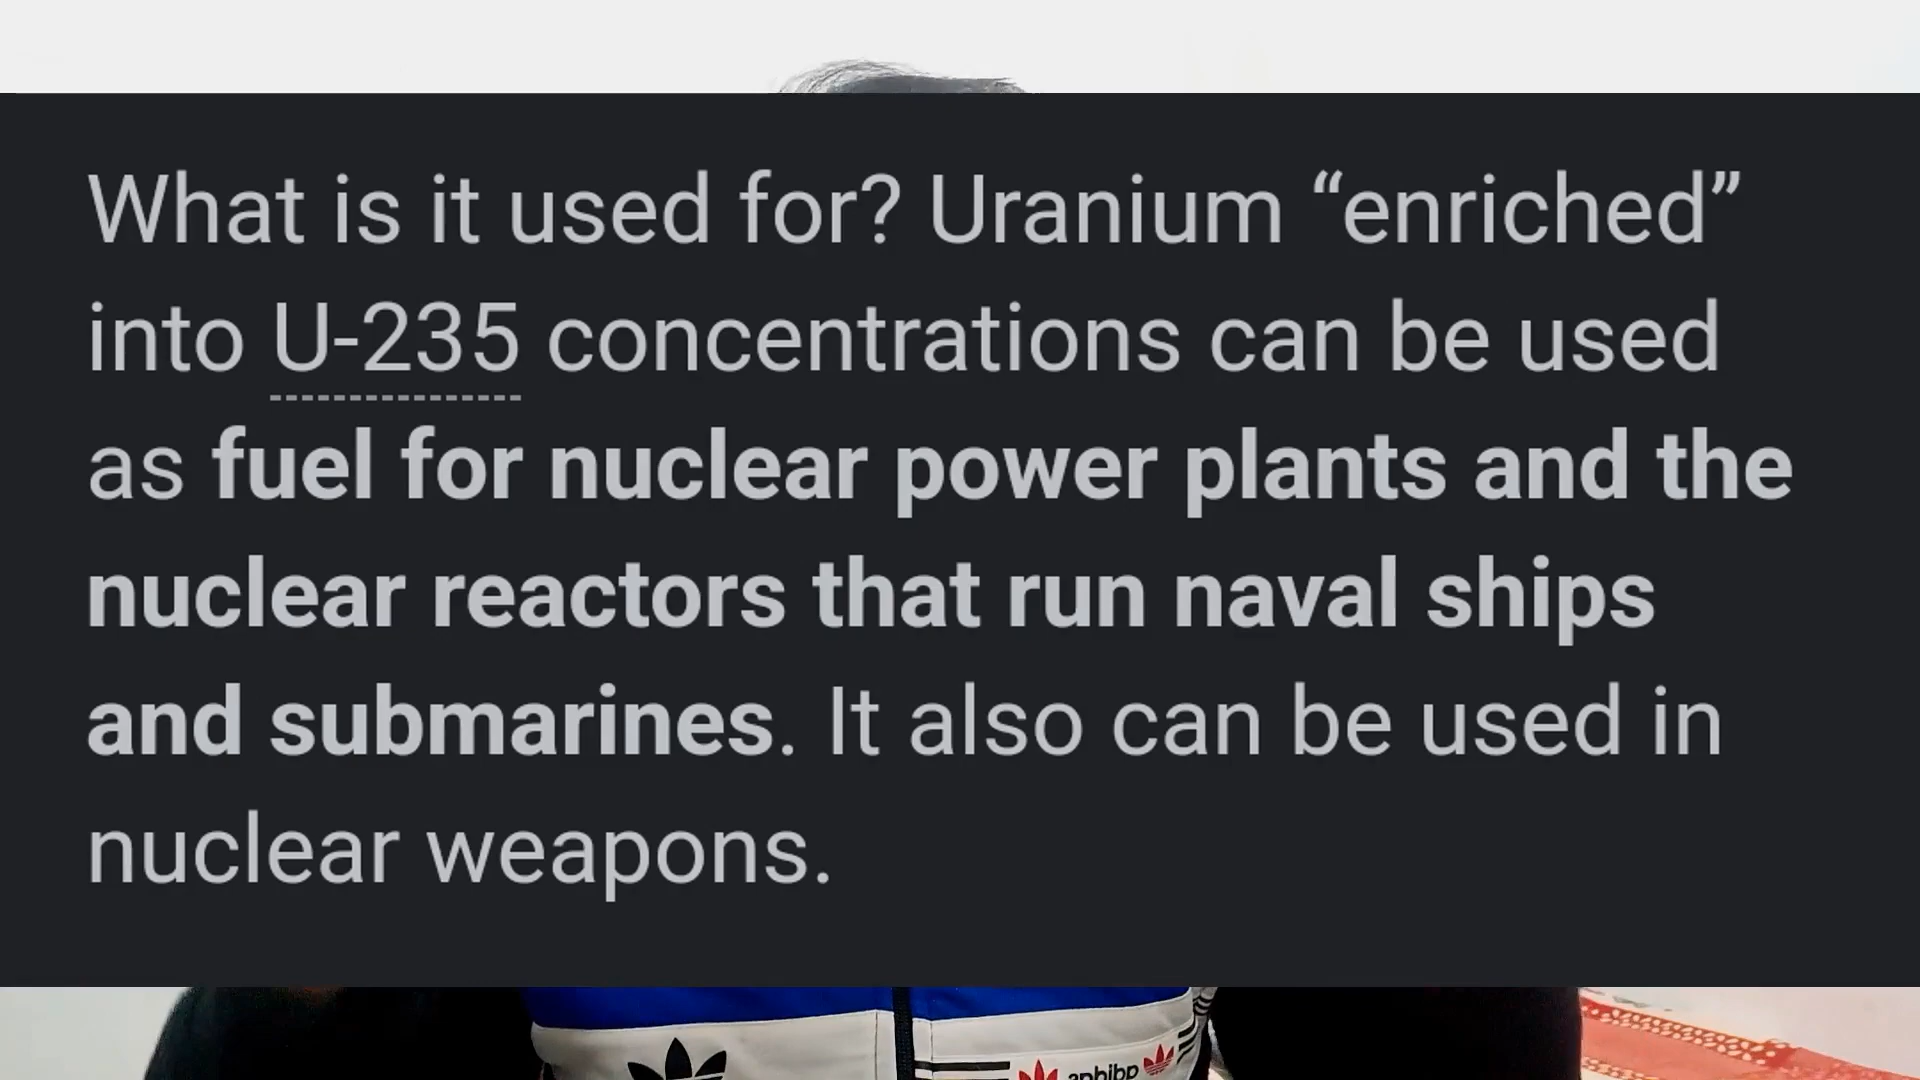 What is it used for? Uranium “enriched”
into U-235 concentrations can be used
as fuel for nuclear power plants and the
nuclear reactors that run naval ships
and submarines. It also can be used in
nuclear weapons.